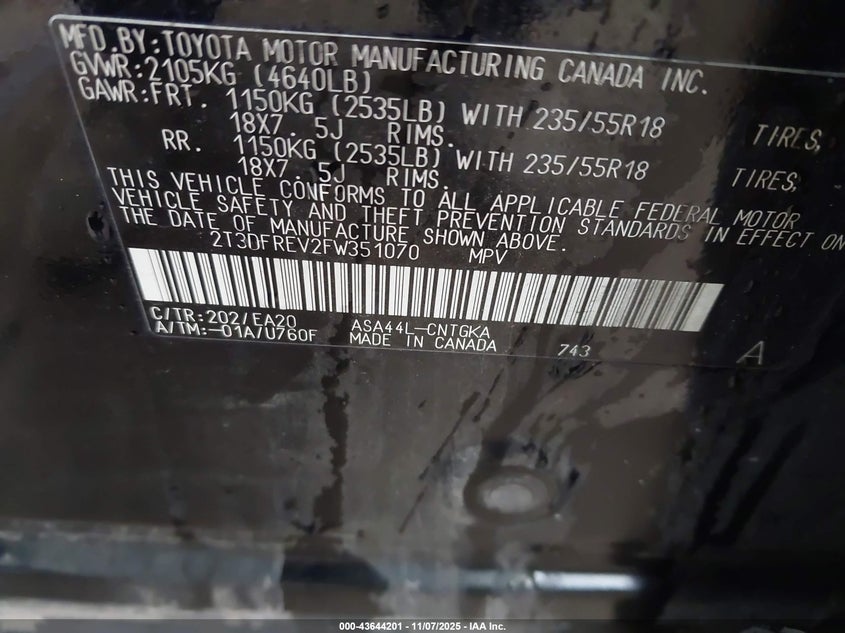 MFD.BY:TOYOTA MOTOR MANUFACTURING CANADA INC.
GVWR:2105KG (4640LB)
GAWR:FRT. 1150KG (2535LB) WITH 235/55R18 TIRES,
18X7.5J RIMS.
RR. 1150KG (2535LB) WITH 235/55R18 TIRES,
18X7.5J RIMS.
THIS VEHICLE CONFORMS TO ALL APPLICABLE FEDERAL MOTOR
VEHICLE SAFETY AND THEFT PREVENTION STANDARDS IN EFFECT ON
THE DATE OF MANUFACTURE SHOWN ABOVE.
2T3DFREV2FW351070 MPV
C/TR:202/EA20 ASA44L-CNTGKA
A/TM:-01A/U760F MADE IN CANADA 743 A
000-43644201 - 11/07/2025 - IAA Inc.